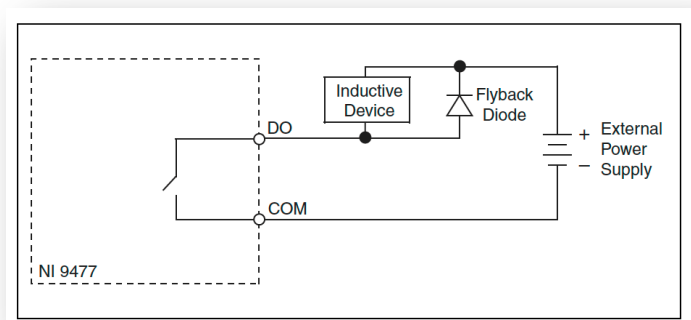 Inductive
Device
Flyback
Diode
DO
+
External
Power
Supply
−
COM
NI 9477